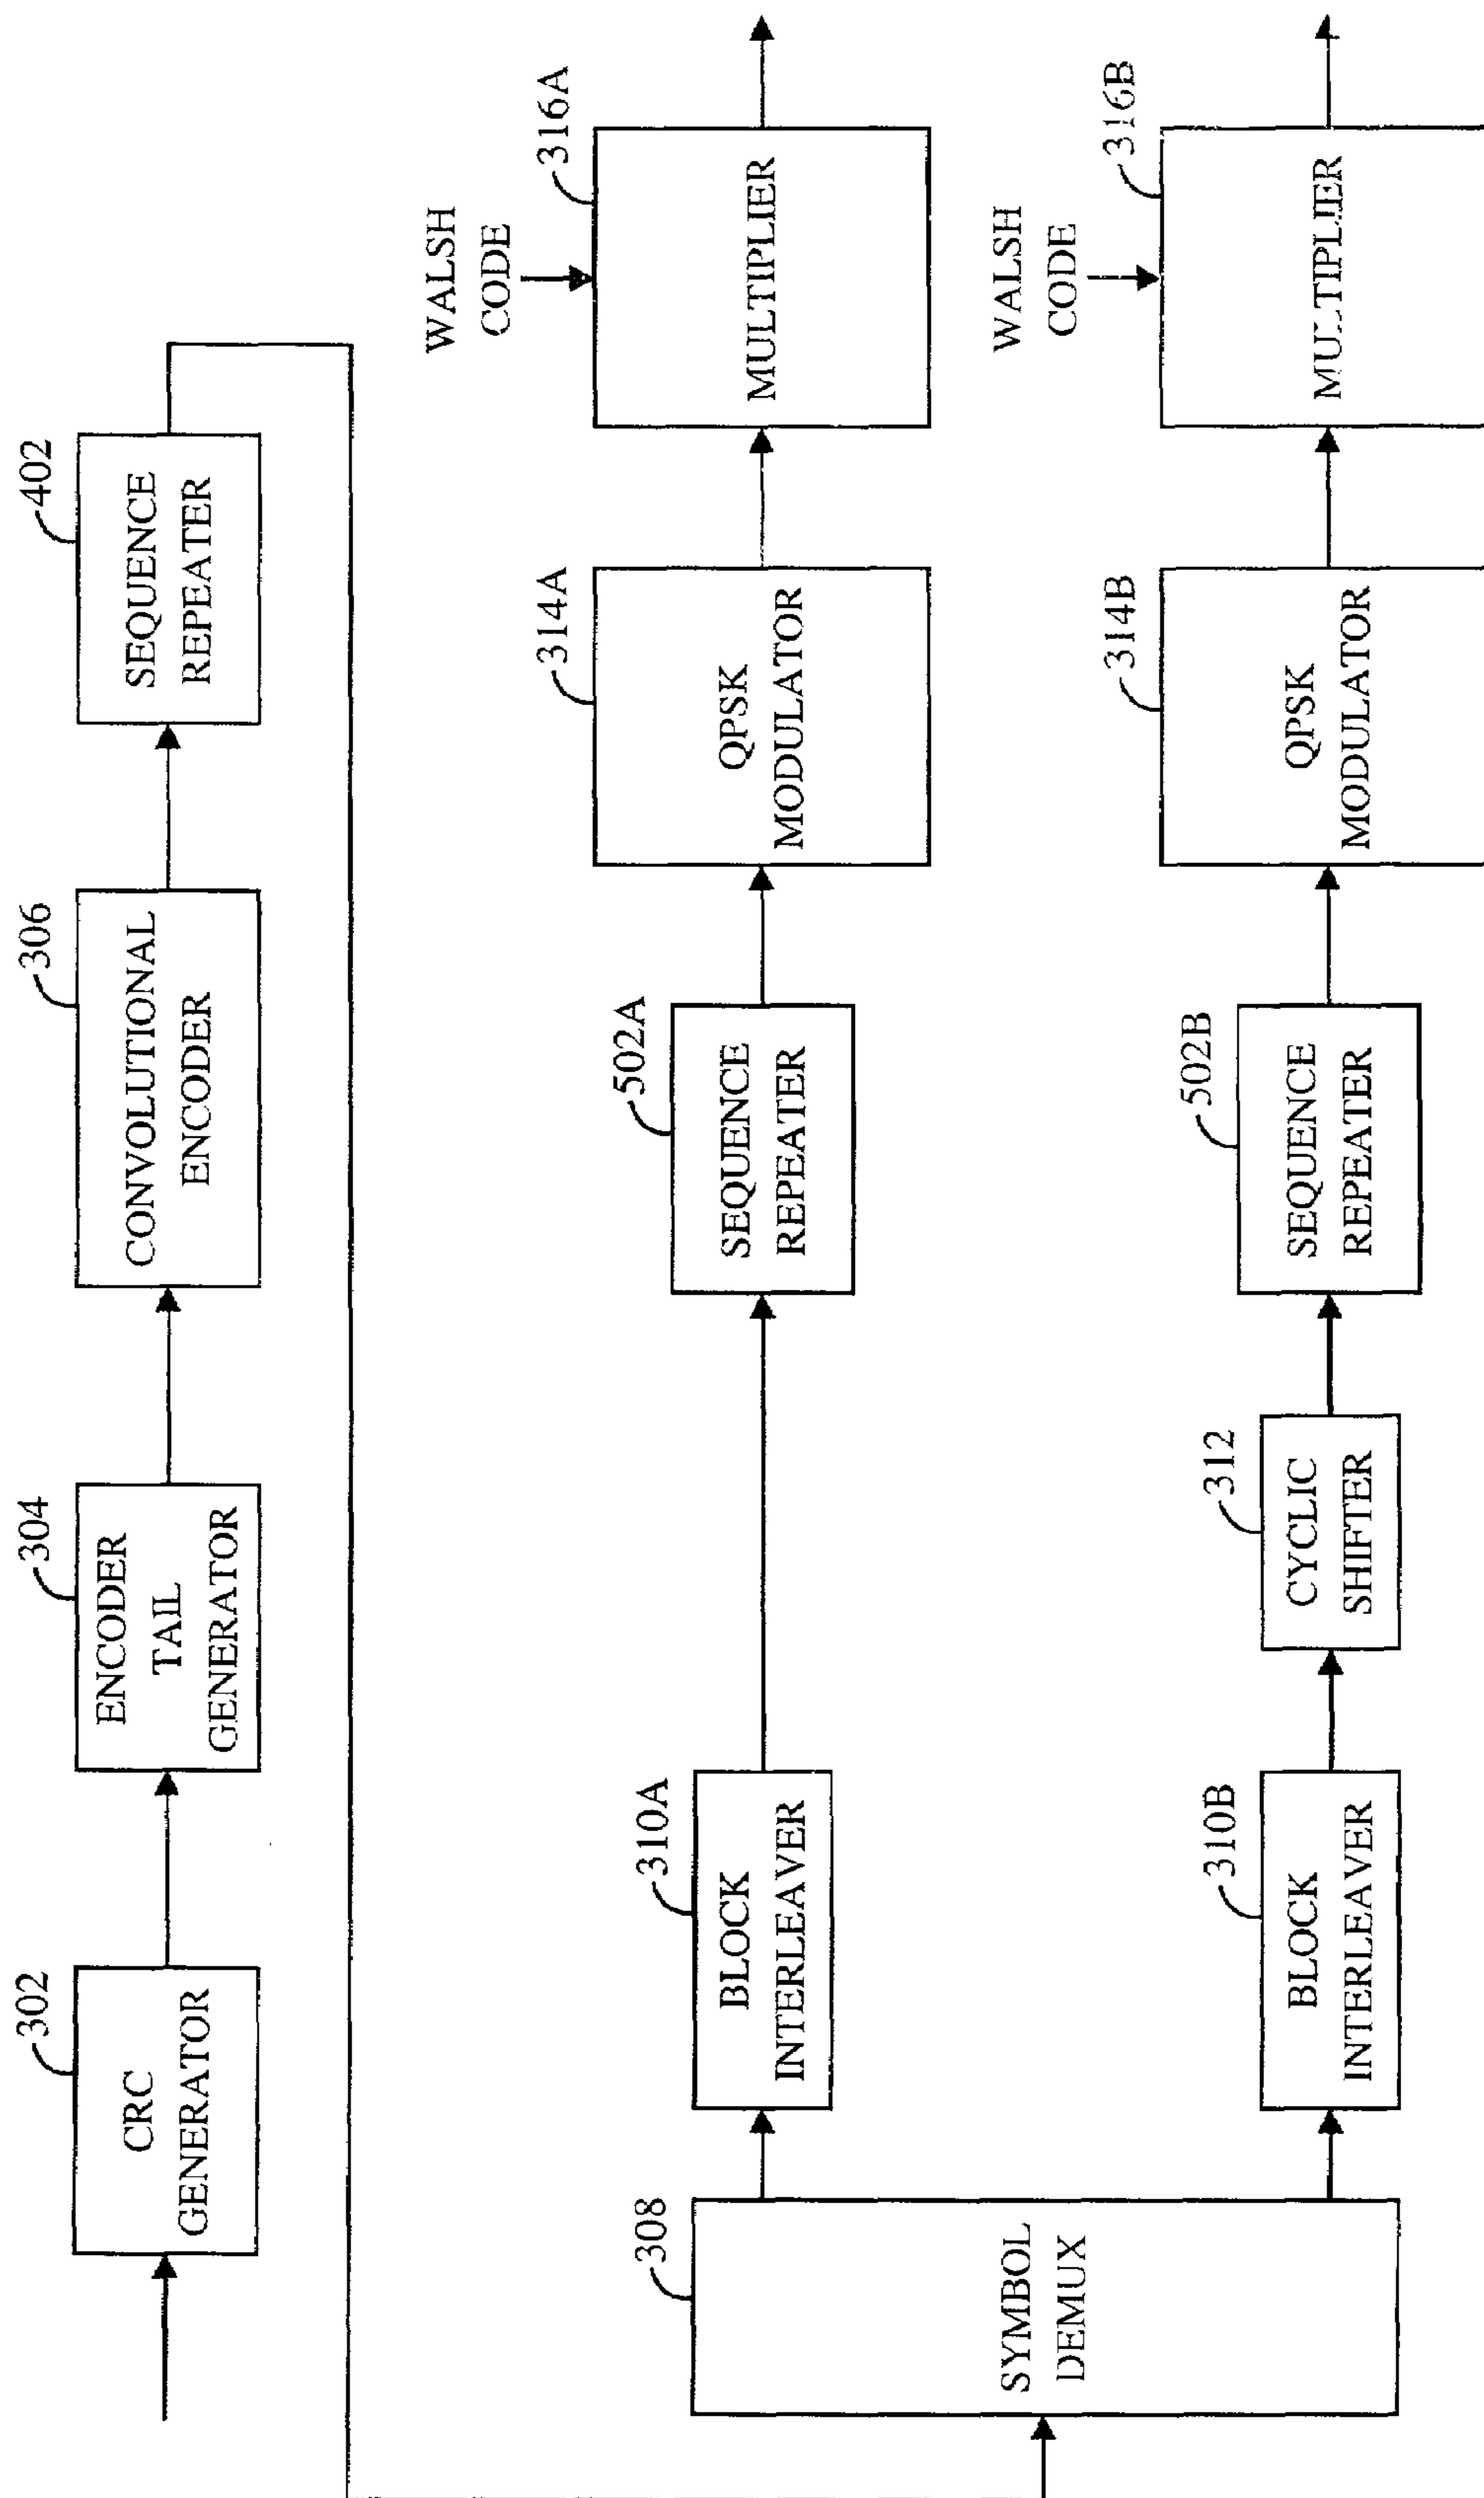 302
CRC
GENERATOR
304
ENCODER
TAIL
GENERATOR
306
CONVOLUTIONAL
ENCODER
402
SEQUENCE
REPEATER
308
SYMBOL
DEMUX
310A
BLOCK
INTERLEAVER
502A
SEQUENCE
REPEATER
314A
QPSK
MODULATOR
WALSH
CODE
316A
MULTIPLIER
310B
BLOCK
INTERLEAVER
312
CYCLIC
SHIFTER
502B
SEQUENCE
REPEATER
314B
QPSK
MODULATOR
WALSH
CODE
316B
MULTIPLIER